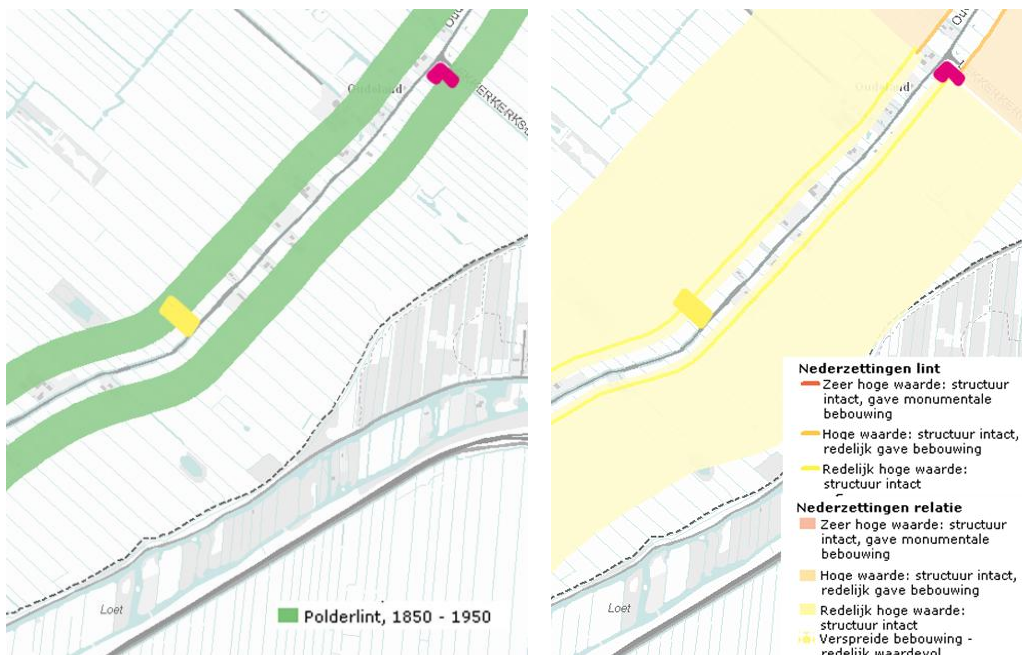 Oudeland
Loet
Polderlint, 1850 - 1950
Oudeland
Loet
Nederzettingen lint
Zeer hoge waarde: structuur
intact, gave monumentale
bebouwing
Hoge waarde: structuur intact,
redelijk gave bebouwing
Redelijk hoge waarde:
structuur intact
Nederzettingen relatie
Zeer hoge waarde: structuur
intact, gave monumentale
bebouwing
Hoge waarde: structuur intact,
redelijk gave bebouwing
Redelijk hoge waarde:
structuur intact
Verspreide bebouwing -
redelijk waardevol